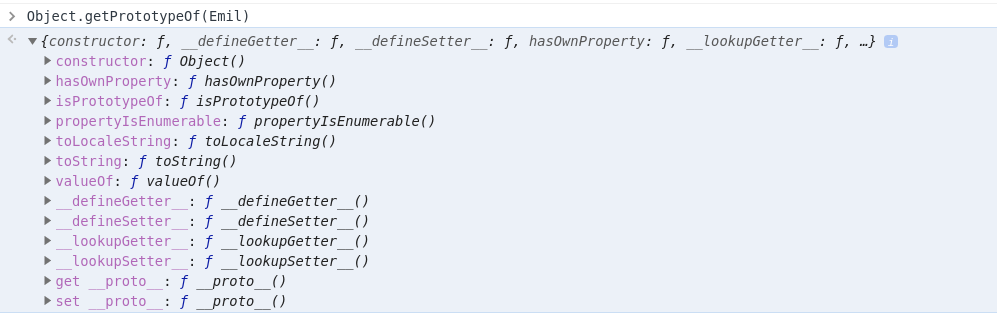 Object.getPrototypeOf(Emil)
{constructor: ƒ, __defineGetter__: ƒ, __defineSetter__: ƒ, hasOwnProperty: ƒ, __lookupGetter__: ƒ, …} i
constructor: ƒ Object()
hasOwnProperty: ƒ hasOwnProperty()
isPrototypeOf: ƒ isPrototypeOf()
propertyIsEnumerable: ƒ propertyIsEnumerable()
toLocaleString: ƒ toLocaleString()
toString: ƒ toString()
valueOf: ƒ valueOf()
__defineGetter__: ƒ __defineGetter__()
__defineSetter__: ƒ __defineSetter__()
__lookupGetter__: ƒ __lookupGetter__()
__lookupSetter__: ƒ __lookupSetter__()
get __proto__: ƒ __proto__()
set __proto__: ƒ __proto__()